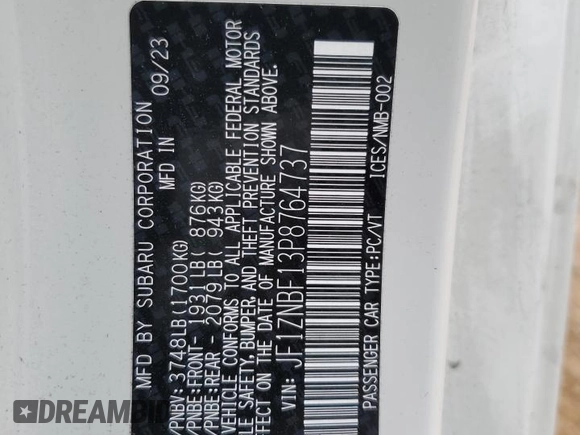 MFD BY SUBARU CORPORATION 09/23
MFD IN
/PNBV: 3748LB(1700KG)
/PNBE:FRONT- 1931LB( 876KG)
/PNBE:REAR - 2079LB( 943KG)
VEHICLE CONFORMS TO ALL APPLICABLE FEDERAL MOTOR
LE SAFETY,BUMPER, AND THEFT PREVENTION STANDARDS
EFFECT ON THE DATE OF MANUFACTURE SHOWN ABOVE.
VIN: JF1ZNBF13P8764737
PASSENGER CAR TYPE:PC/VT ICES/NMB-002
DREAMBID